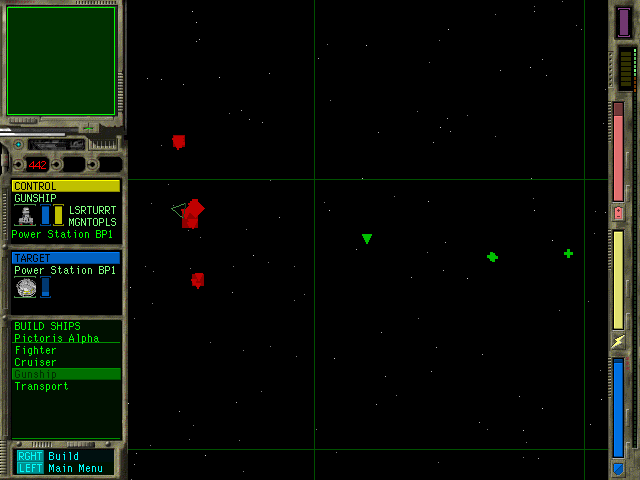 442
CONTROL
GUNSHIP
LSRTURRT
MGNTOPLS
Power Station BP1
TARGET
Power Station BP1
BUILD SHIPS
Pictoris Alpha
Fighter
Cruiser
Gunship
Transport
RGHT Build
LEFT Main Menu